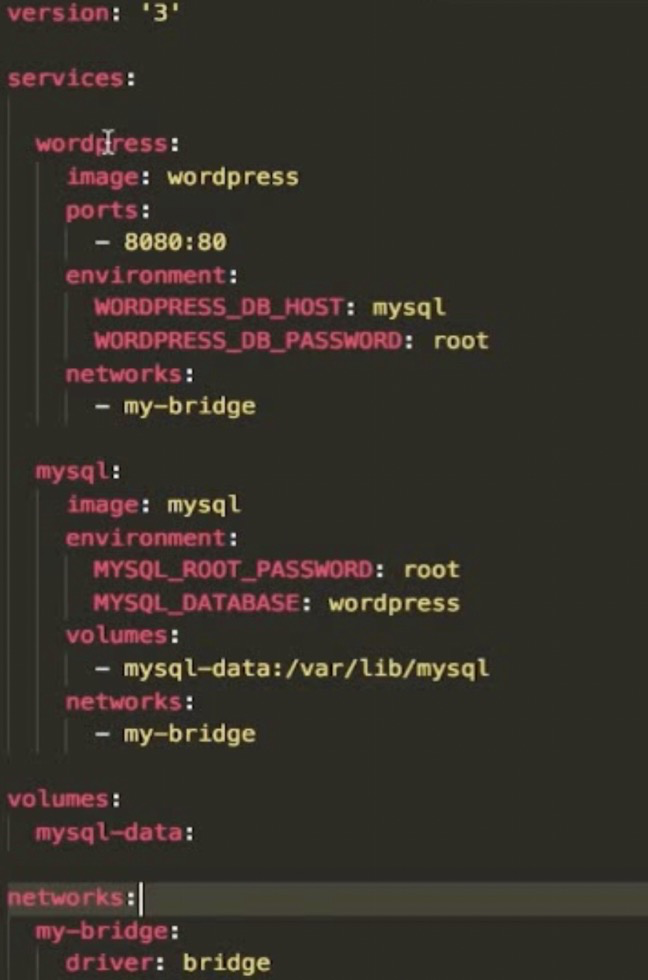 version: '3'
services:
wordpress:
image: wordpress
ports:
- 8080:80
environment:
WORDPRESS_DB_HOST: mysql
WORDPRESS_DB_PASSWORD: root
networks:
- my-bridge
mysql:
image: mysql
environment:
MYSQL_ROOT_PASSWORD: root
MYSQL_DATABASE: wordpress
volumes:
- mysql-data:/var/lib/mysql
networks:
- my-bridge
volumes:
mysql-data:
networks:
my-bridge:
driver: bridge